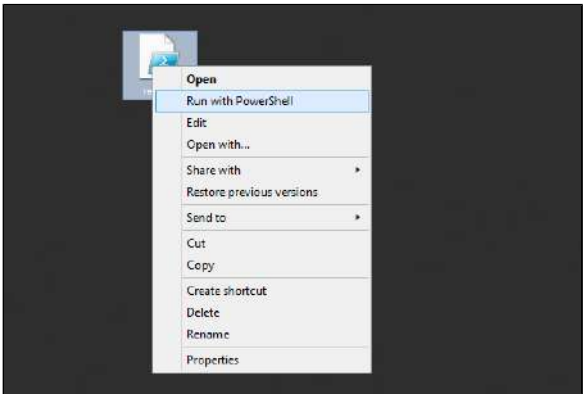 Open
Run with PowerShell
Edit
Open with...
Share with
Restore previous versions
Send to
Cut
Copy
Create shortcut
Delete
Rename
Properties